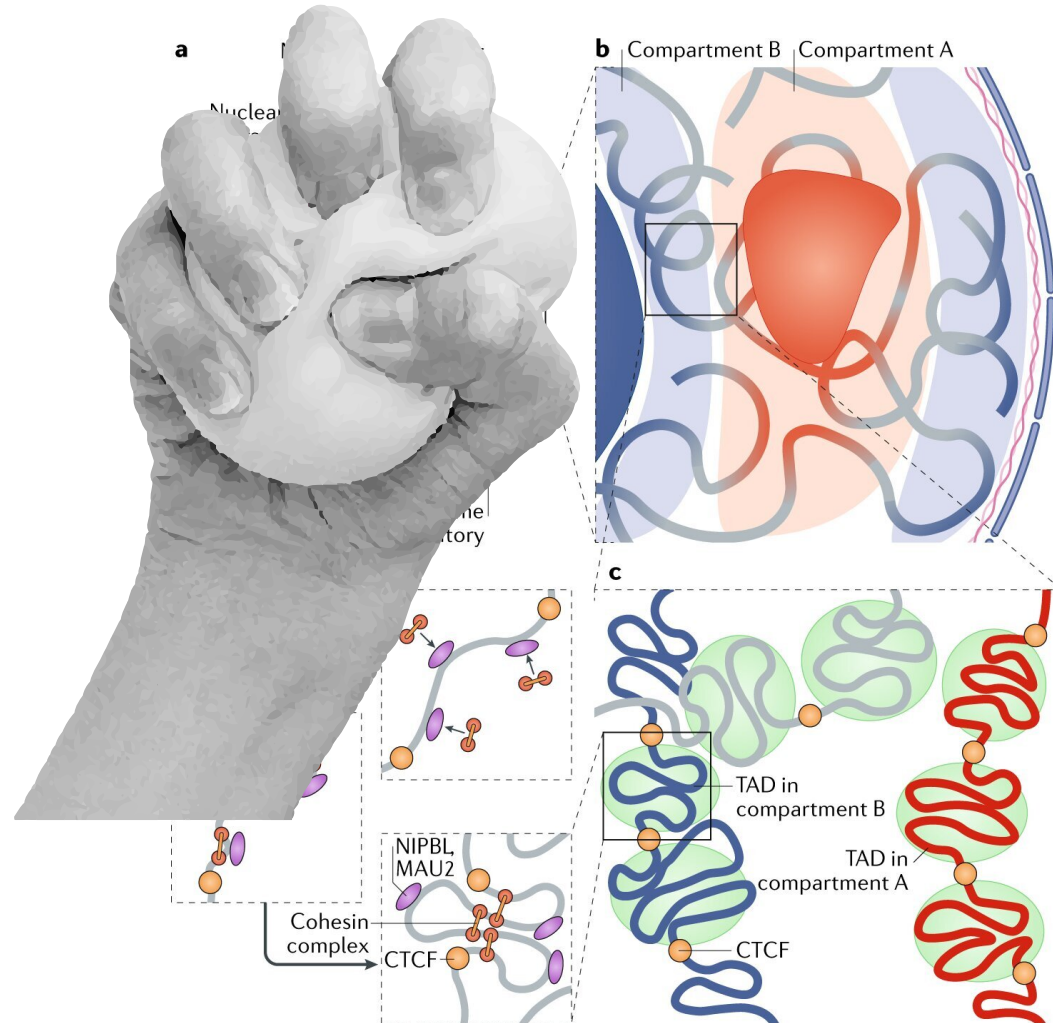 a
b
Compartment B
Compartment A
c
TAD in
compartment B
TAD in
compartment A
CTCF
NIPBL,
MAU2
Cohesin
complex
CTCF